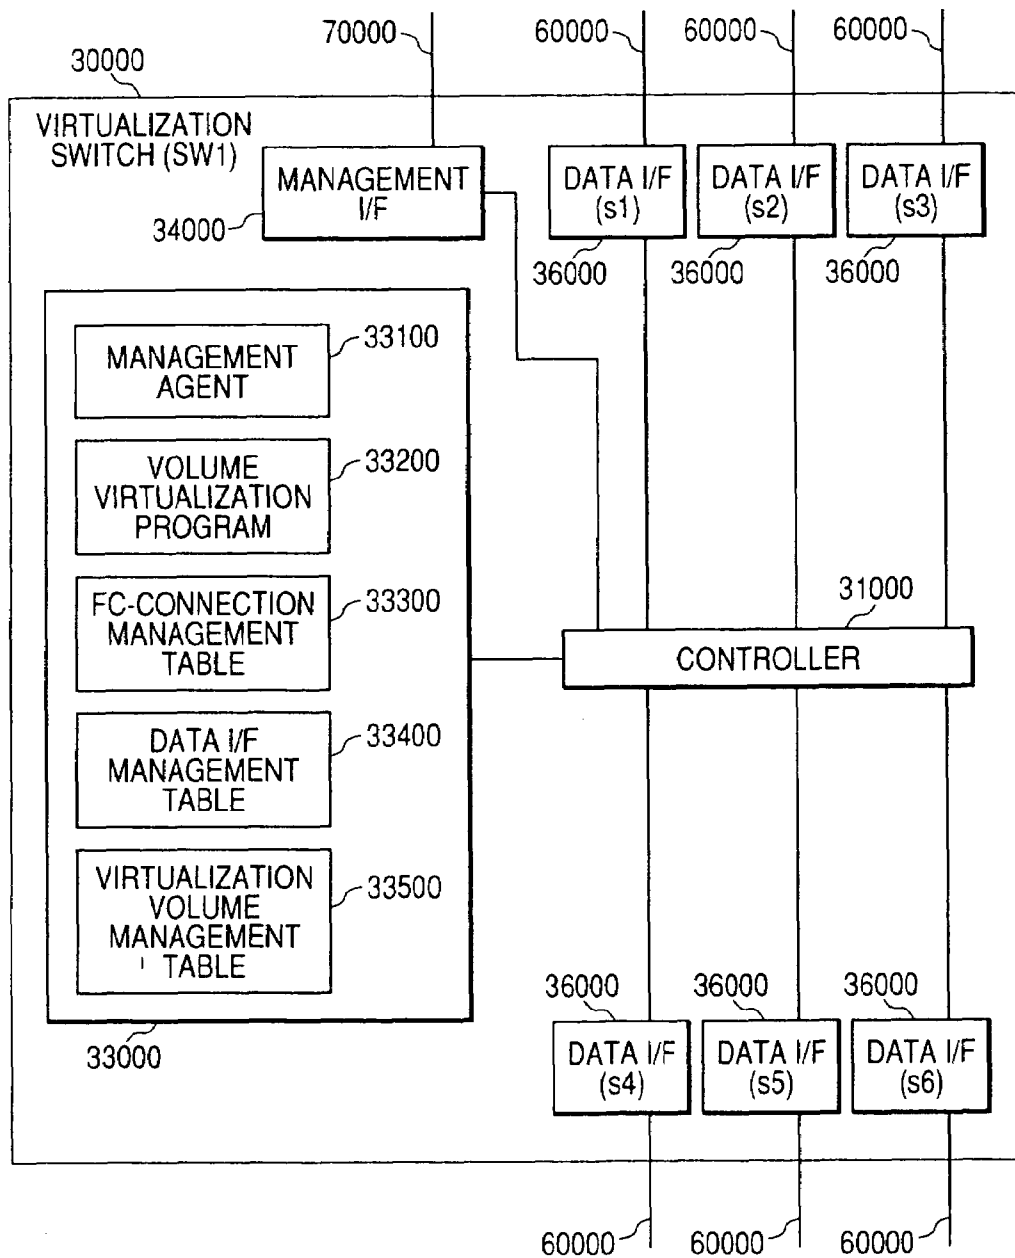 70000
60000
60000
60000
30000
VIRTUALIZATION
SWITCH (SW1)
MANAGEMENT
I/F
34000
DATA I/F
(s1)
DATA I/F
(s2)
DATA I/F
(s3)
36000
36000
36000
MANAGEMENT
AGENT
33100
VOLUME
VIRTUALIZATION
PROGRAM
33200
FC-CONNECTION
MANAGEMENT
TABLE
33300
31000
CONTROLLER
DATA I/F
MANAGEMENT
TABLE
33400
VIRTUALIZATION
VOLUME
MANAGEMENT
TABLE
33500
33000
36000
36000
36000
DATA I/F
(s4)
DATA I/F
(s5)
DATA I/F
(s6)
60000
60000
60000